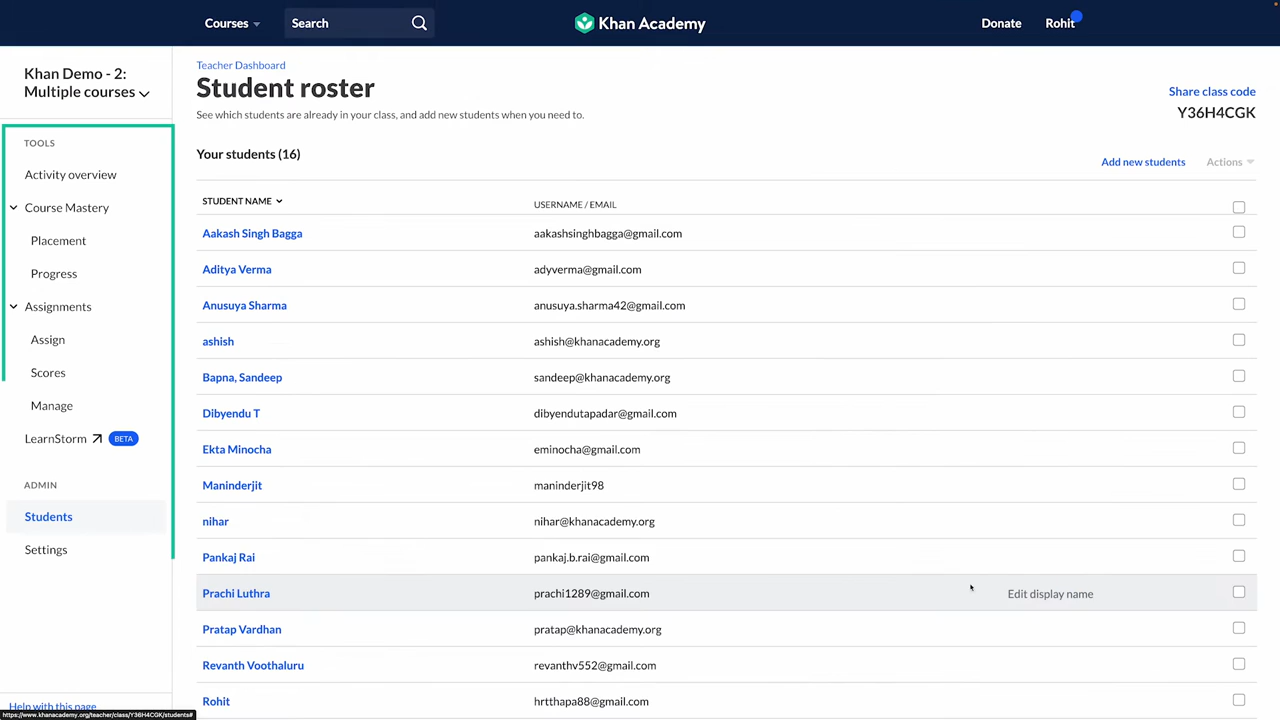 Courses
Search
Khan Academy
Donate
Rohit
Khan Demo - 2:
Multiple courses
TOOLS
Activity overview
Course Mastery
Placement
Progress
Assignments
Assign
Scores
Manage
LearnStorm BETA
ADMIN
Students
Settings
Help with this page
https://www.khanacademy.org/teacher/class/Y36H4CGK/students#
Teacher Dashboard
Student roster
See which students are already in your class, and add new students when you need to.
Share class code
Y36H4CGK
Your students (16)
Add new students
Actions
STUDENT NAME USERNAME / EMAIL
Aakash Singh Bagga aakashsinghbagga@gmail.com
Aditya Verma adyverma@gmail.com
Anusuya Sharma anusuya.sharma42@gmail.com
ashish ashish@khanacademy.org
Bapna, Sandeep sandeep@khanacademy.org
Dibyendu T dibyendutapadar@gmail.com
Ekta Minocha eminocha@gmail.com
Maninderjit maninderjit98
nihar nihar@khanacademy.org
Pankaj Rai pankaj.b.rai@gmail.com
Prachi Luthra prachi1289@gmail.com Edit display name
Pratap Vardhan pratap@khanacademy.org
Revanth Voothaluru revanthv552@gmail.com
Rohit hrtthapa88@gmail.com